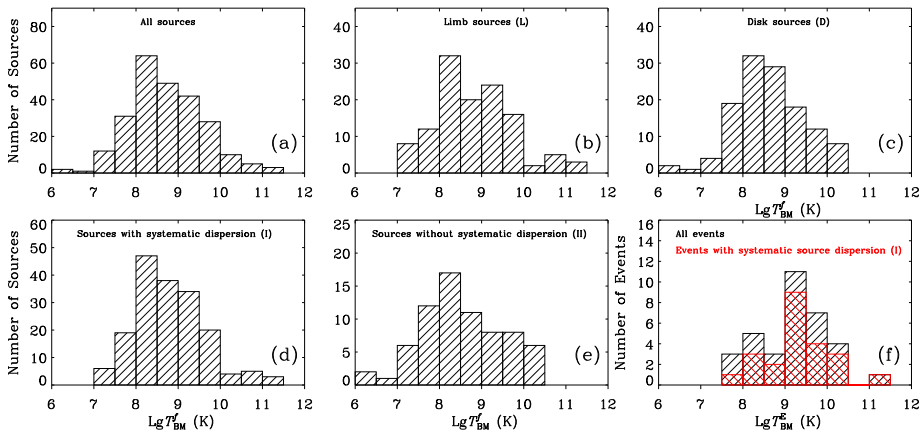 All sources
Number of Sources
80
60
40
20
0
6 7 8 9 10 11 12
(a)
Limb sources (L)
40
30
20
10
0
6 7 8 9 10 11 12
(b)
Disk sources (D)
40
30
20
10
0
6 7 8 9 10 11 12
(c)
LgT^f_BM (K)
Sources with systematic dispersion (I)
Number of Sources
60
50
40
30
20
10
0
6 7 8 9 10 11 12
(d)
LgT^f_BM (K)
Sources without systematic dispersion (II)
25
20
15
10
5
0
6 7 8 9 10 11 12
(e)
LgT^f_BM (K)
All events
Events with systematic source dispersion (I)
Number of Events
16
14
12
10
8
6
4
2
0
6 7 8 9 10 11 12
(f)
LgT^E_BM (K)